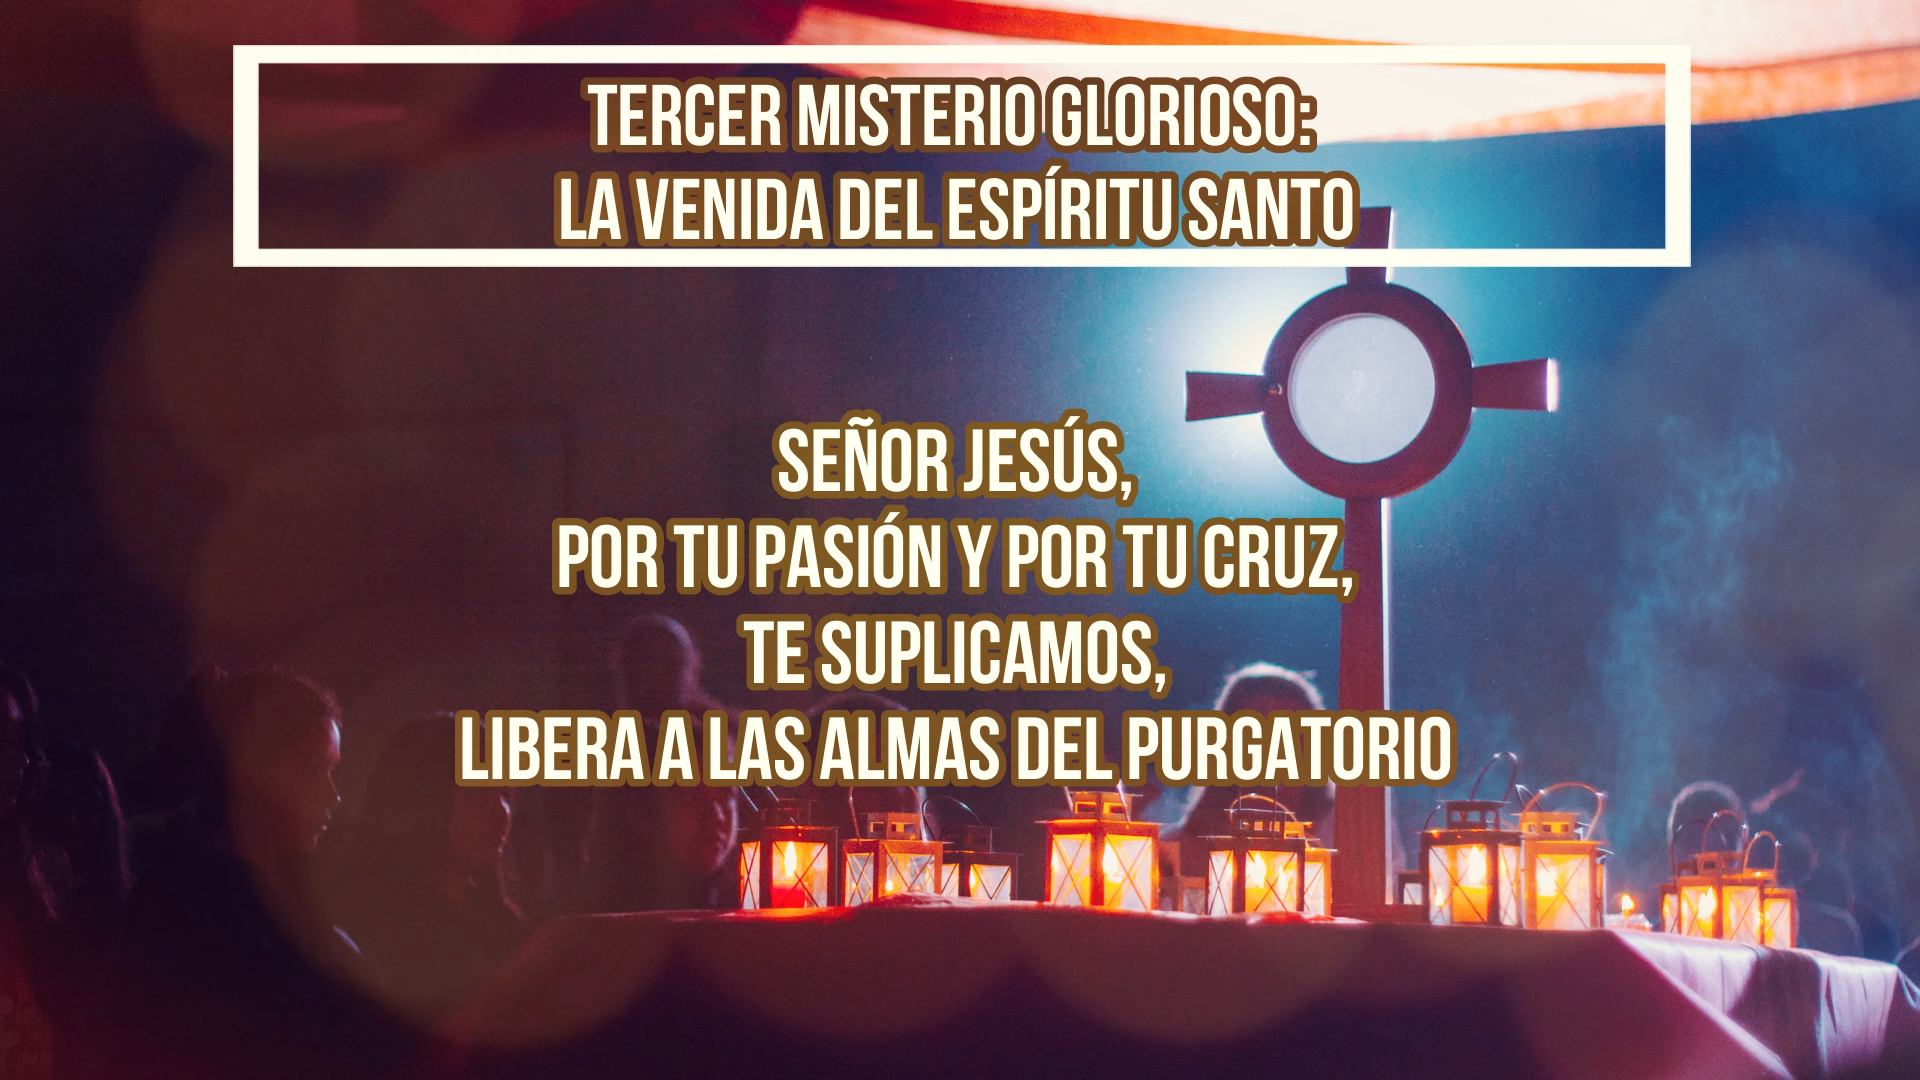 TERCER MISTERIO GLORIOSO:
LA VENIDA DEL ESPÍRITU SANTO
SEÑOR JESÚS,
POR TU PASIÓN Y POR TU CRUZ,
TE SUPLICAMOS,
LIBERA A LAS ALMAS DEL PURGATORIO